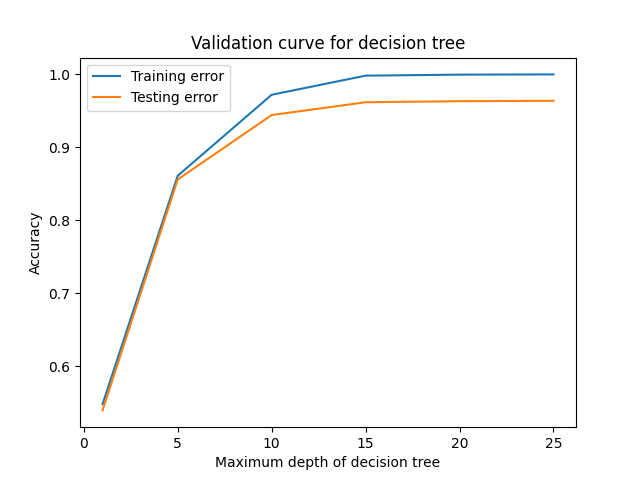 Validation curve for decision tree
Training error
Testing error
1.0
0.9
0.8
0.7
0.6
Accuracy
0 5 10 15 20 25
Maximum depth of decision tree